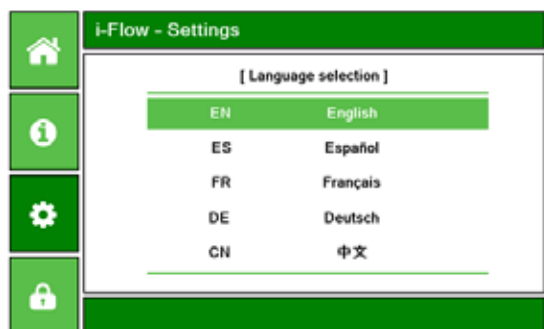 i-Flow - Settings
[ Language selection ]
EN English
ES Español
FR Français
DE Deutsch
CN 中文